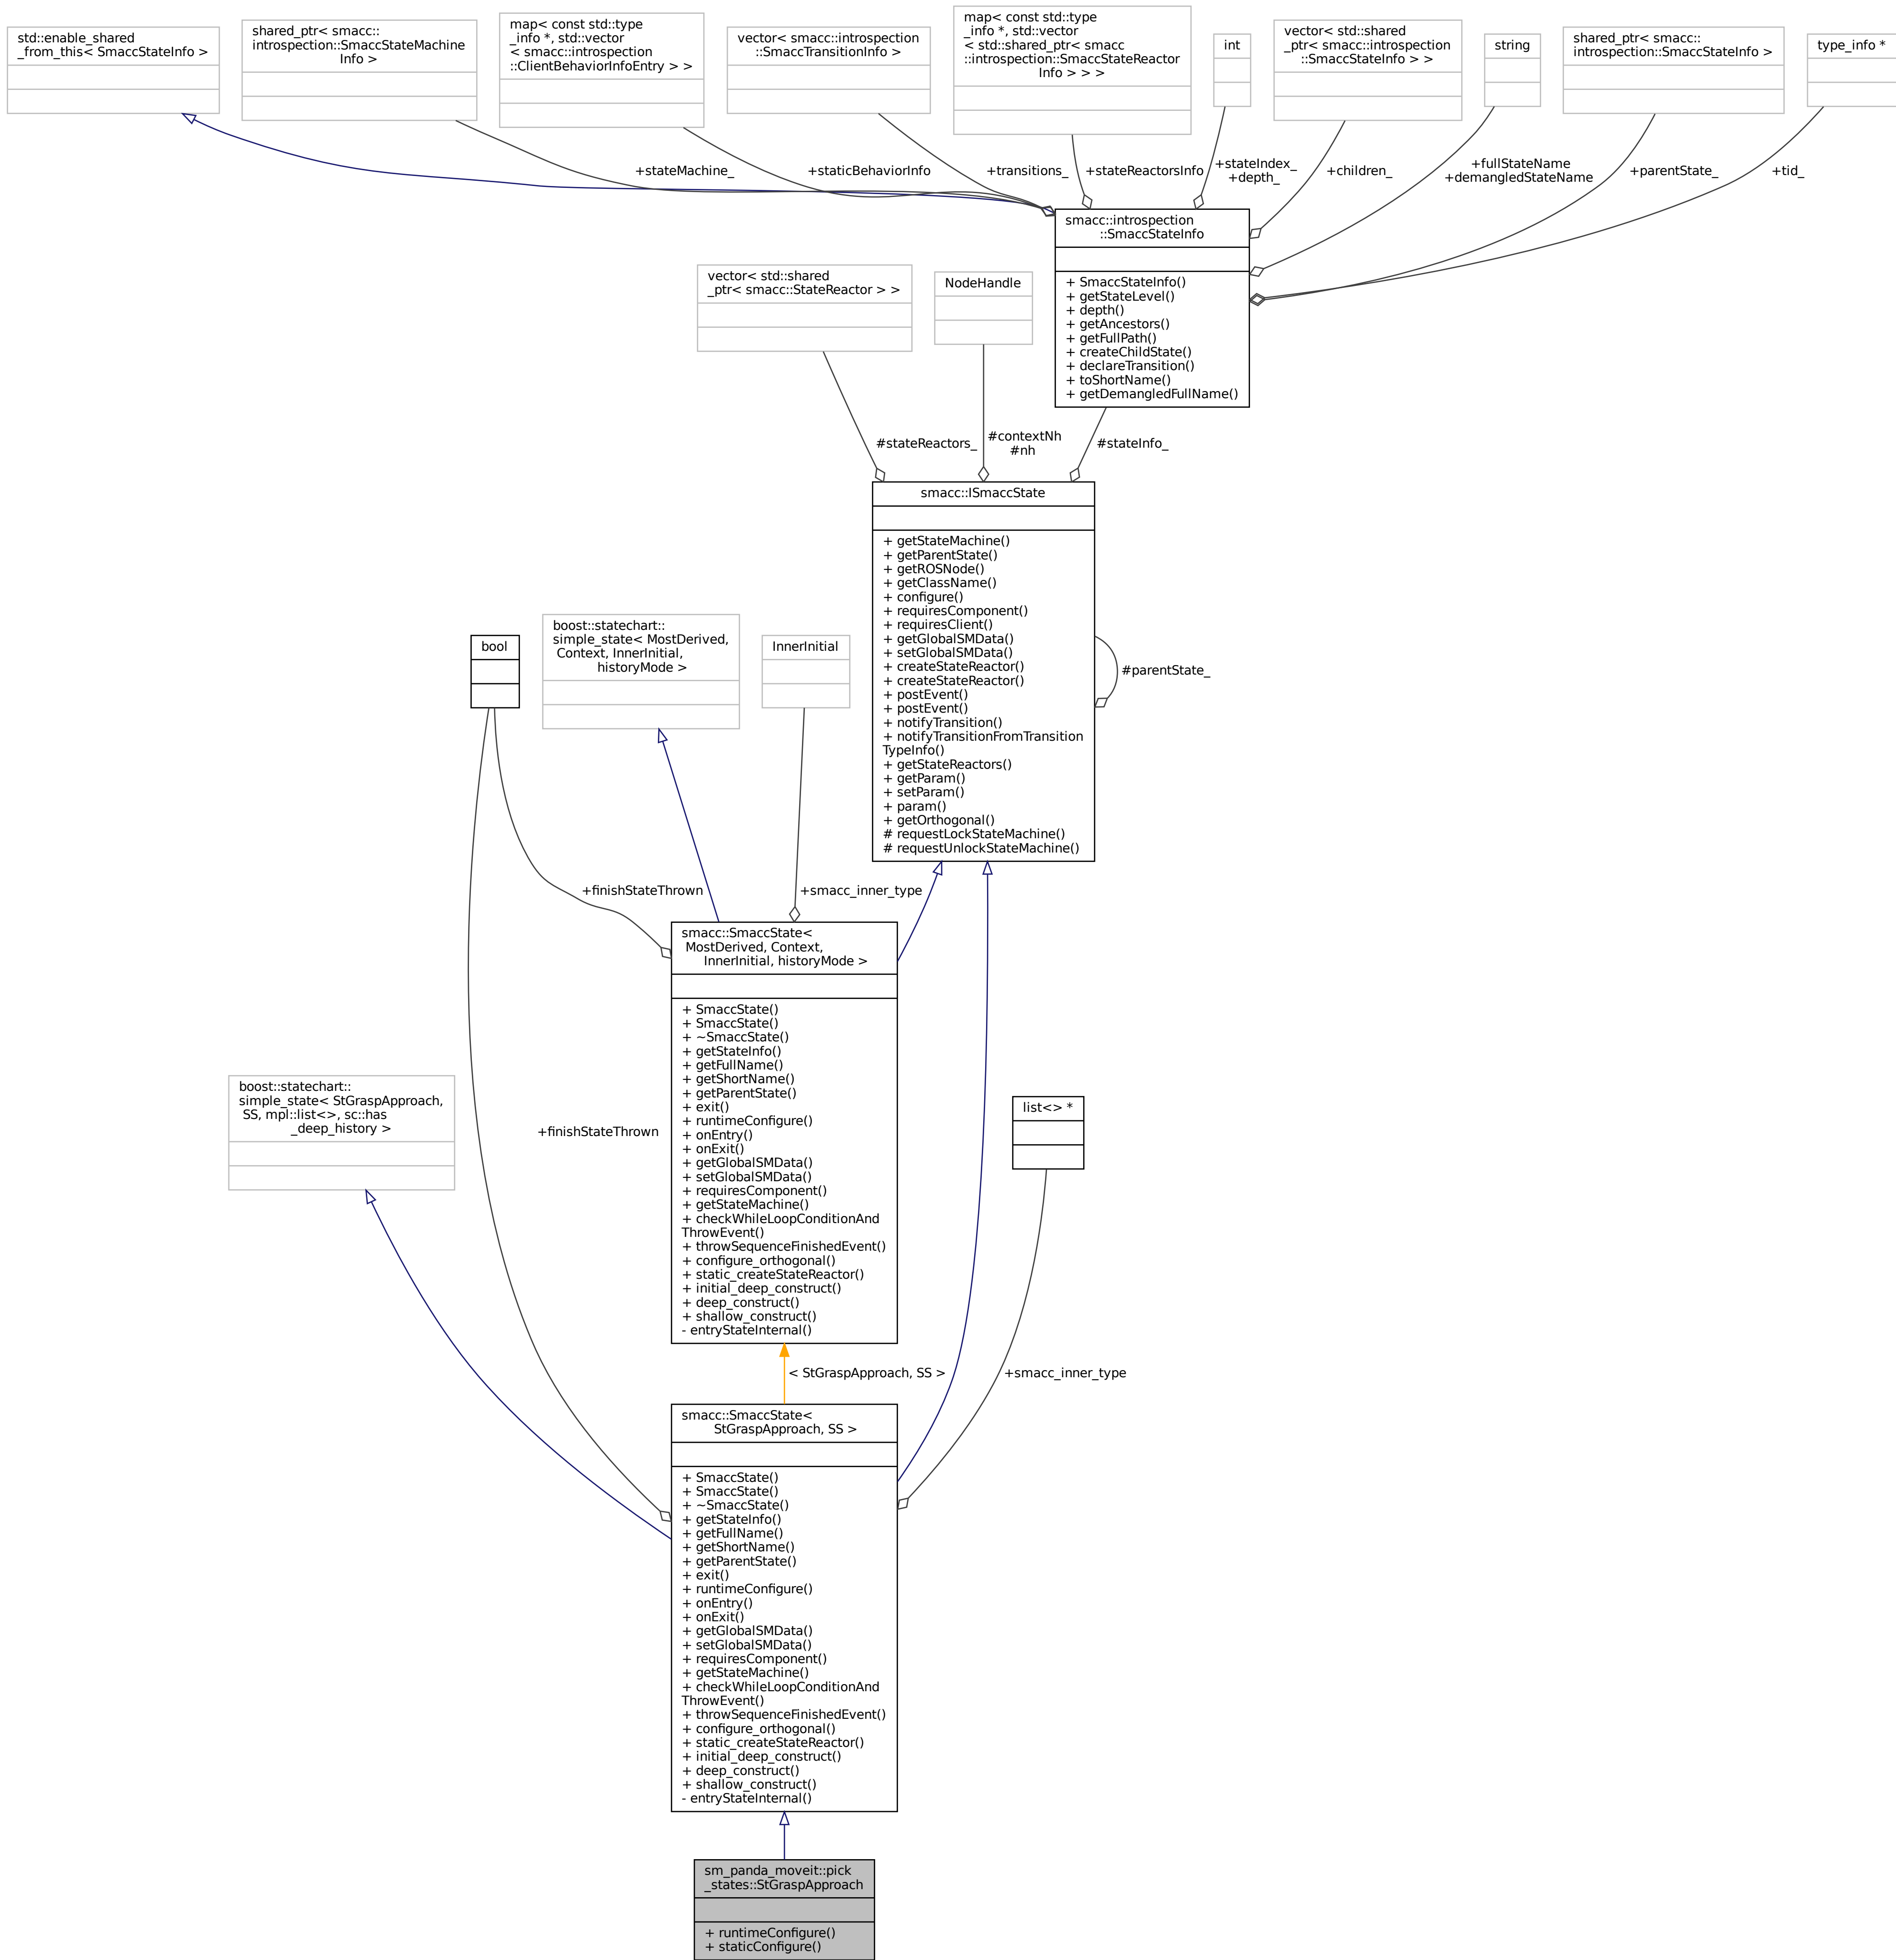 std::enable_shared
_from_this< SmaccStateInfo >
shared_ptr< smacc::
introspection::SmaccStateMachine
Info >
map< const std::type
_info *, std::vector
< smacc::introspection
::ClientBehaviorInfoEntry > >
vector< smacc::introspection
::SmaccTransitionInfo >
map< const std::type
_info *, std::vector
< std::shared_ptr< smacc
::introspection::SmaccStateReactor
Info > > >
int
vector< std::shared
_ptr< smacc::introspection
::SmaccStateInfo > >
string
shared_ptr< smacc::
introspection::SmaccStateInfo >
type_info *
+stateMachine_
+staticBehaviorInfo
+transitions_
+stateReactorsInfo
+stateIndex_
+depth_
+children_
+fullStateName
+demangledStateName
+parentState_
+tid_
smacc::introspection
::SmaccStateInfo
+ SmaccStateInfo()
+ getStateLevel()
+ depth()
+ getAncestors()
+ getFullPath()
+ createChildState()
+ declareTransition()
+ toShortName()
+ getDemangledFullName()
vector< std::shared
_ptr< smacc::StateReactor > >
NodeHandle
#stateReactors_
#contextNh
#nh
#stateInfo_
smacc::ISmaccState
+ getStateMachine()
+ getParentState()
+ getROSNode()
+ getClassName()
+ configure()
+ requiresComponent()
+ requiresClient()
+ getGlobalSMData()
+ setGlobalSMData()
+ createStateReactor()
+ createStateReactor()
+ postEvent()
+ postEvent()
+ notifyTransition()
+ notifyTransitionFromTransition
TypeInfo()
+ getStateReactors()
+ getParam()
+ setParam()
+ param()
+ getOrthogonal()
# requestLockStateMachine()
# requestUnlockStateMachine()
#parentState_
bool
boost::statechart::
simple_state< MostDerived,
Context, InnerInitial,
historyMode >
InnerInitial
+finishStateThrown
+smacc_inner_type
smacc::SmaccState<
MostDerived, Context,
InnerInitial, historyMode >
+ SmaccState()
+ SmaccState()
+ ~SmaccState()
+ getStateInfo()
+ getFullName()
+ getShortName()
+ getParentState()
+ exit()
+ runtimeConfigure()
+ onEntry()
+ onExit()
+ getGlobalSMData()
+ setGlobalSMData()
+ requiresComponent()
+ getStateMachine()
+ checkWhileLoopConditionAnd
ThrowEvent()
+ throwSequenceFinishedEvent()
+ configure_orthogonal()
+ static_createStateReactor()
+ initial_deep_construct()
+ deep_construct()
+ shallow_construct()
- entryStateInternal()
boost::statechart::
simple_state< StGraspApproach,
SS, mpl::list<>, sc::has
_deep_history >
+finishStateThrown
list<> *
< StGraspApproach, SS >
+smacc_inner_type
smacc::SmaccState<
StGraspApproach, SS >
+ SmaccState()
+ SmaccState()
+ ~SmaccState()
+ getStateInfo()
+ getFullName()
+ getShortName()
+ getParentState()
+ exit()
+ runtimeConfigure()
+ onEntry()
+ onExit()
+ getGlobalSMData()
+ setGlobalSMData()
+ requiresComponent()
+ getStateMachine()
+ checkWhileLoopConditionAnd
ThrowEvent()
+ throwSequenceFinishedEvent()
+ configure_orthogonal()
+ static_createStateReactor()
+ initial_deep_construct()
+ deep_construct()
+ shallow_construct()
- entryStateInternal()
sm_panda_moveit::pick
_states::StGraspApproach
+ runtimeConfigure()
+ staticConfigure()